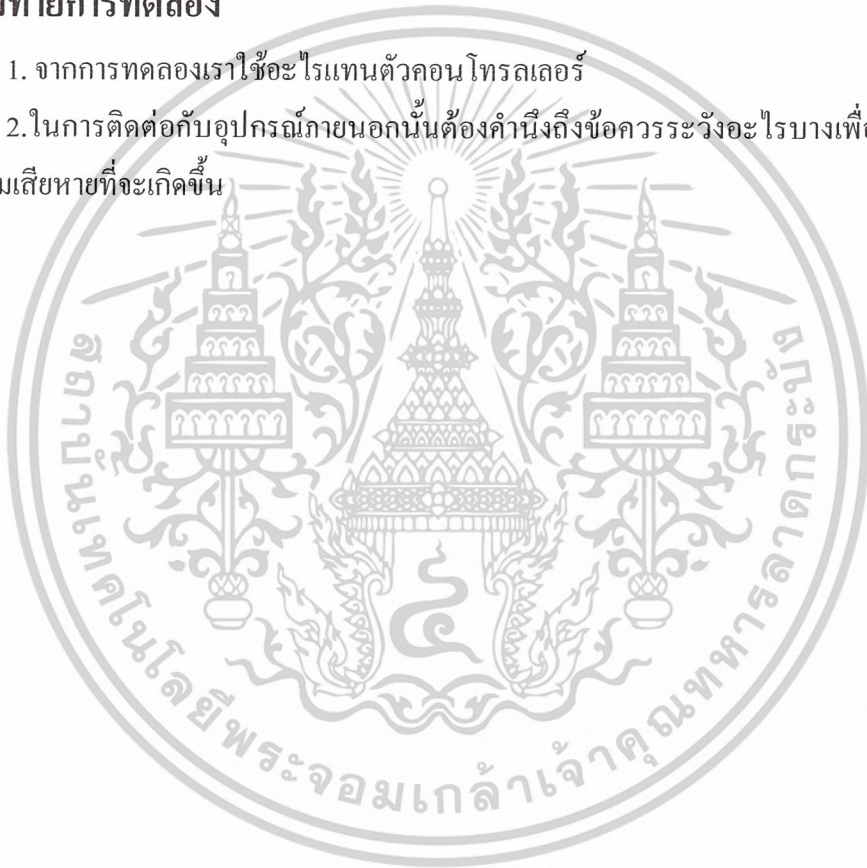 1. จากการทดลองเราใช้อะไรแทนตัวคอนโทรลเลอร์
2.ในการติดต่อกับอุปกรณ์ภายนอกนั้นต้องคำนึงถึงข้อควรระวังอะไรบางเพื่อ
เสียหายที่จะเกิดขึ้น
สถาบันเทคโนโลยีพระจอมเกล้าเจ้าคุณทหารลาดกระบัง